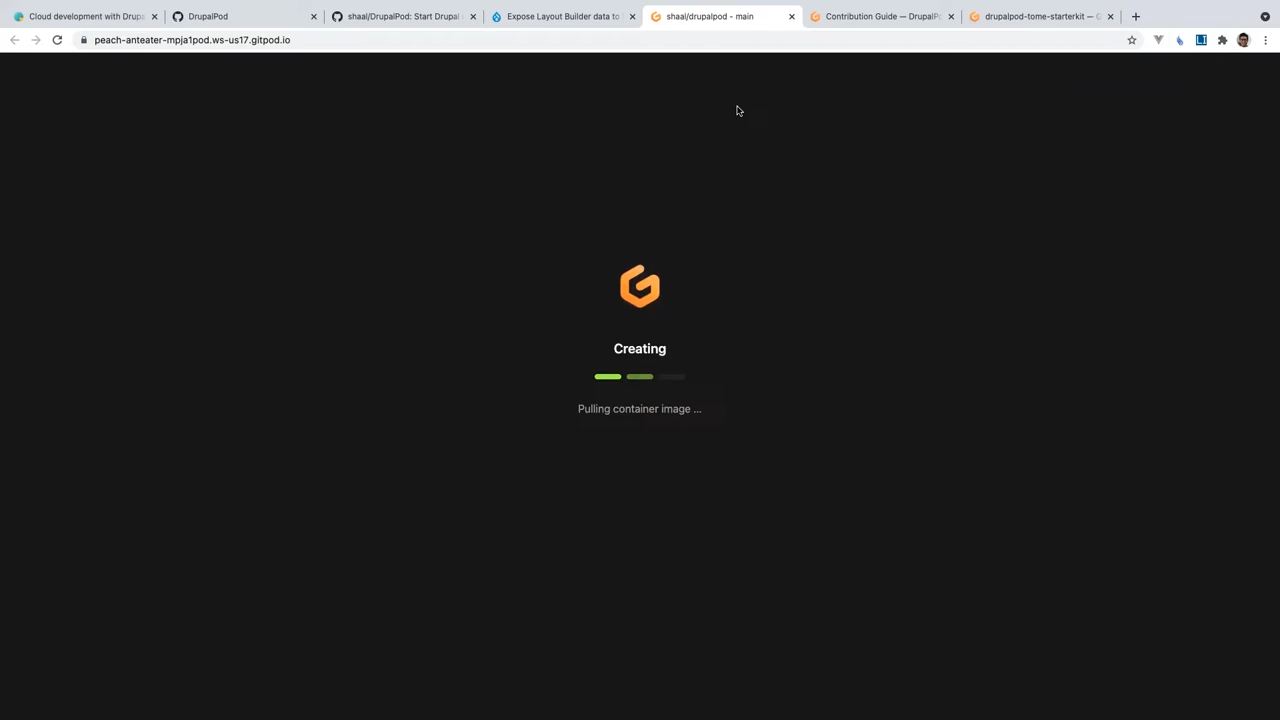 Cloud development with Drupa
DrupalPod
shaal/DrupalPod: Start Drupal
Expose Layout Builder data to
shaal/drupalpod - main
Contribution Guide — DrupalPo
drupalpod-tome-starterkit — G
peach-anteater-mpja1pod.ws-us17.gitpod.io
Creating
Pulling container image ...